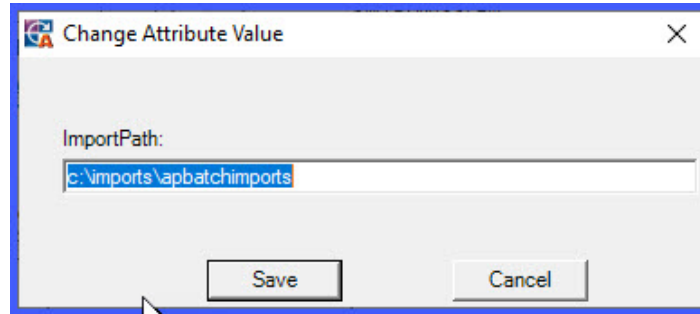 Change Attribute Value
ImportPath:
c:\imports\apbatchimports
Save Cancel